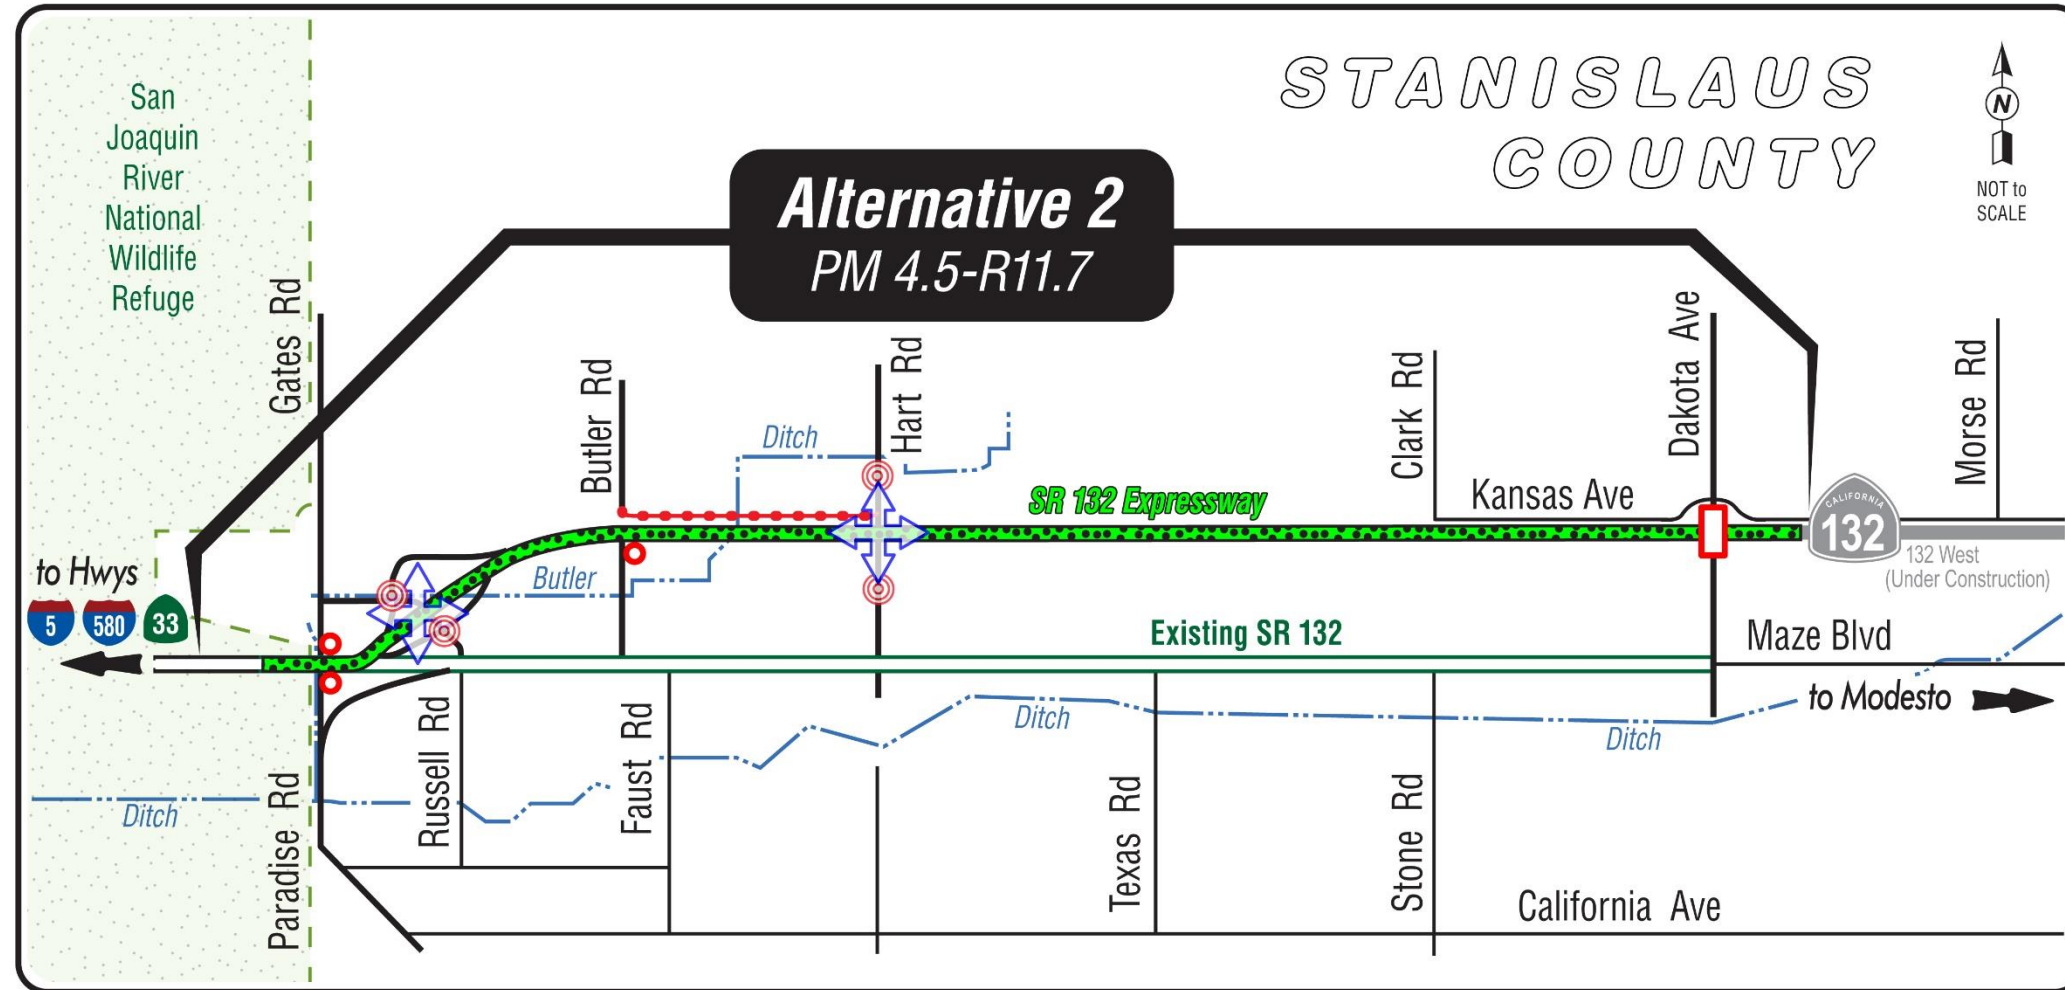 STANISLAUS
COUNTY
N
NOT to
SCALE
San
Joaquin
River
National
Wildlife
Refuge
Alternative 2
PM 4.5-R11.7
Gates Rd
Butler Rd
Hart Rd
Clark Rd
Dakota Ave
Morse Rd
Ditch
SR 132 Expressway
Kansas Ave
CALIFORNIA
132
132 West
(Under Construction)
to Hwys
5
580
33
Butler
Existing SR 132
Maze Blvd
to Modesto
Ditch
Ditch
Ditch
Paradise Rd
Russell Rd
Faust Rd
Texas Rd
Stone Rd
California Ave